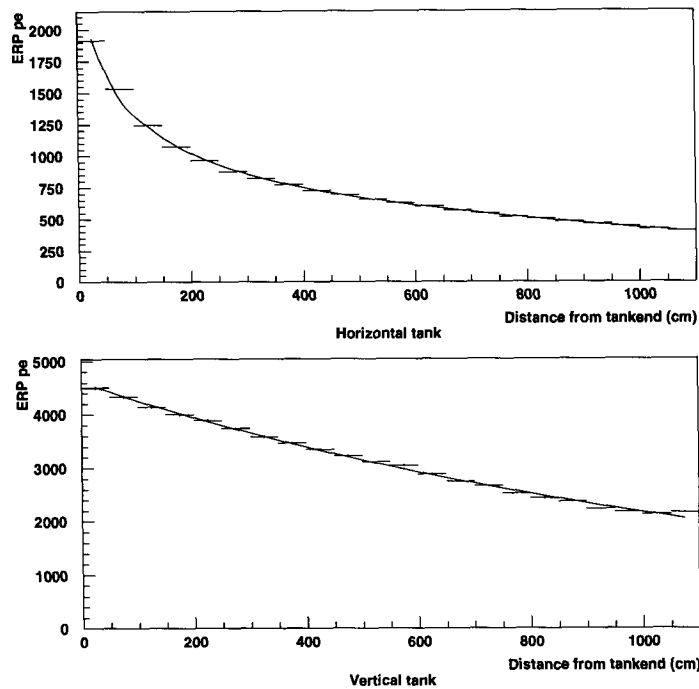 ERP pe
2000
1750
1500
1250
1000
750
500
250
0
0 200 400 600 800 1000
Distance from tankend (cm)
Horizontal tank
ERP pe
5000
4000
3000
2000
1000
0
0 200 400 600 800 1000
Distance from tankend (cm)
Vertical tank